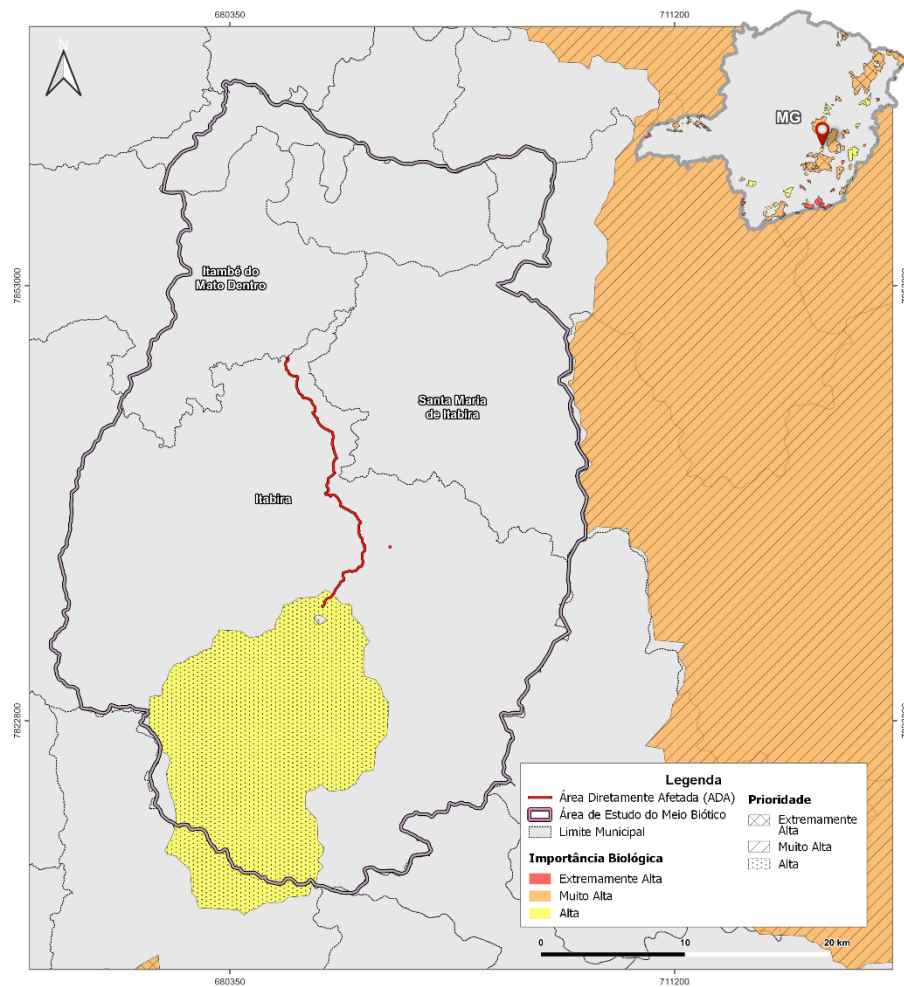 680350
711200
N
MG
7853000
7853000
Itambé do
Mato Dentro
Santa Maria
de Itabira
Itabira
7822800
7822800
Legenda
Área Diretamente Afetada (ADA)
Área de Estudo do Meio Biótico
Limite Municipal
Importância Biológica
Extremamente Alta
Muito Alta
Alta
Prioridade
Extremamente
Alta
Muito Alta
Alta
0
10
20 km
680350
711200